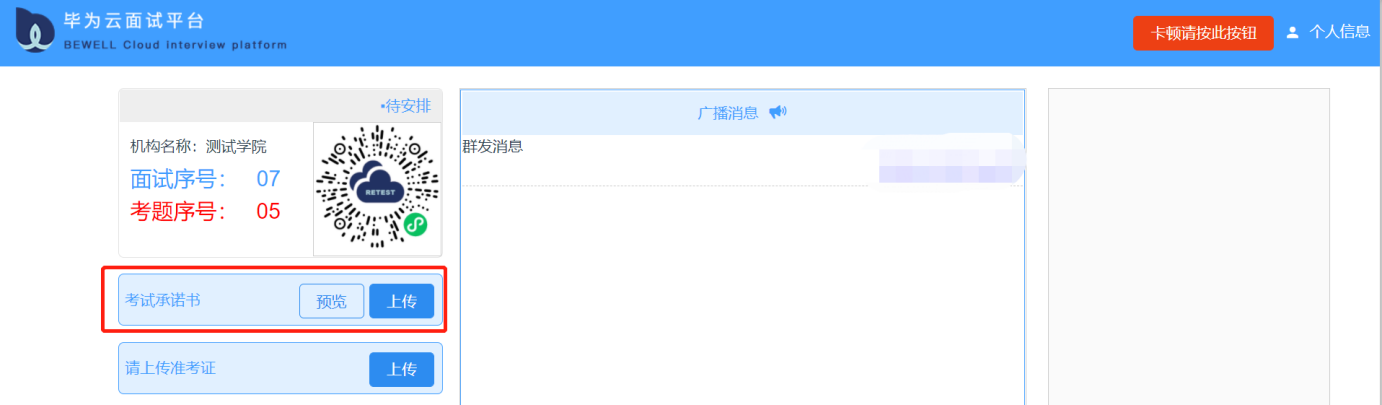 毕为云面试平台
BEWELL Cloud interview platform
卡顿请按此按钮
个人信息
•待安排
机构名称：测试学院
面试序号： 07
考题序号： 05
RETEST
考试承诺书
预览
上传
请上传准考证
上传
广播消息
群发消息